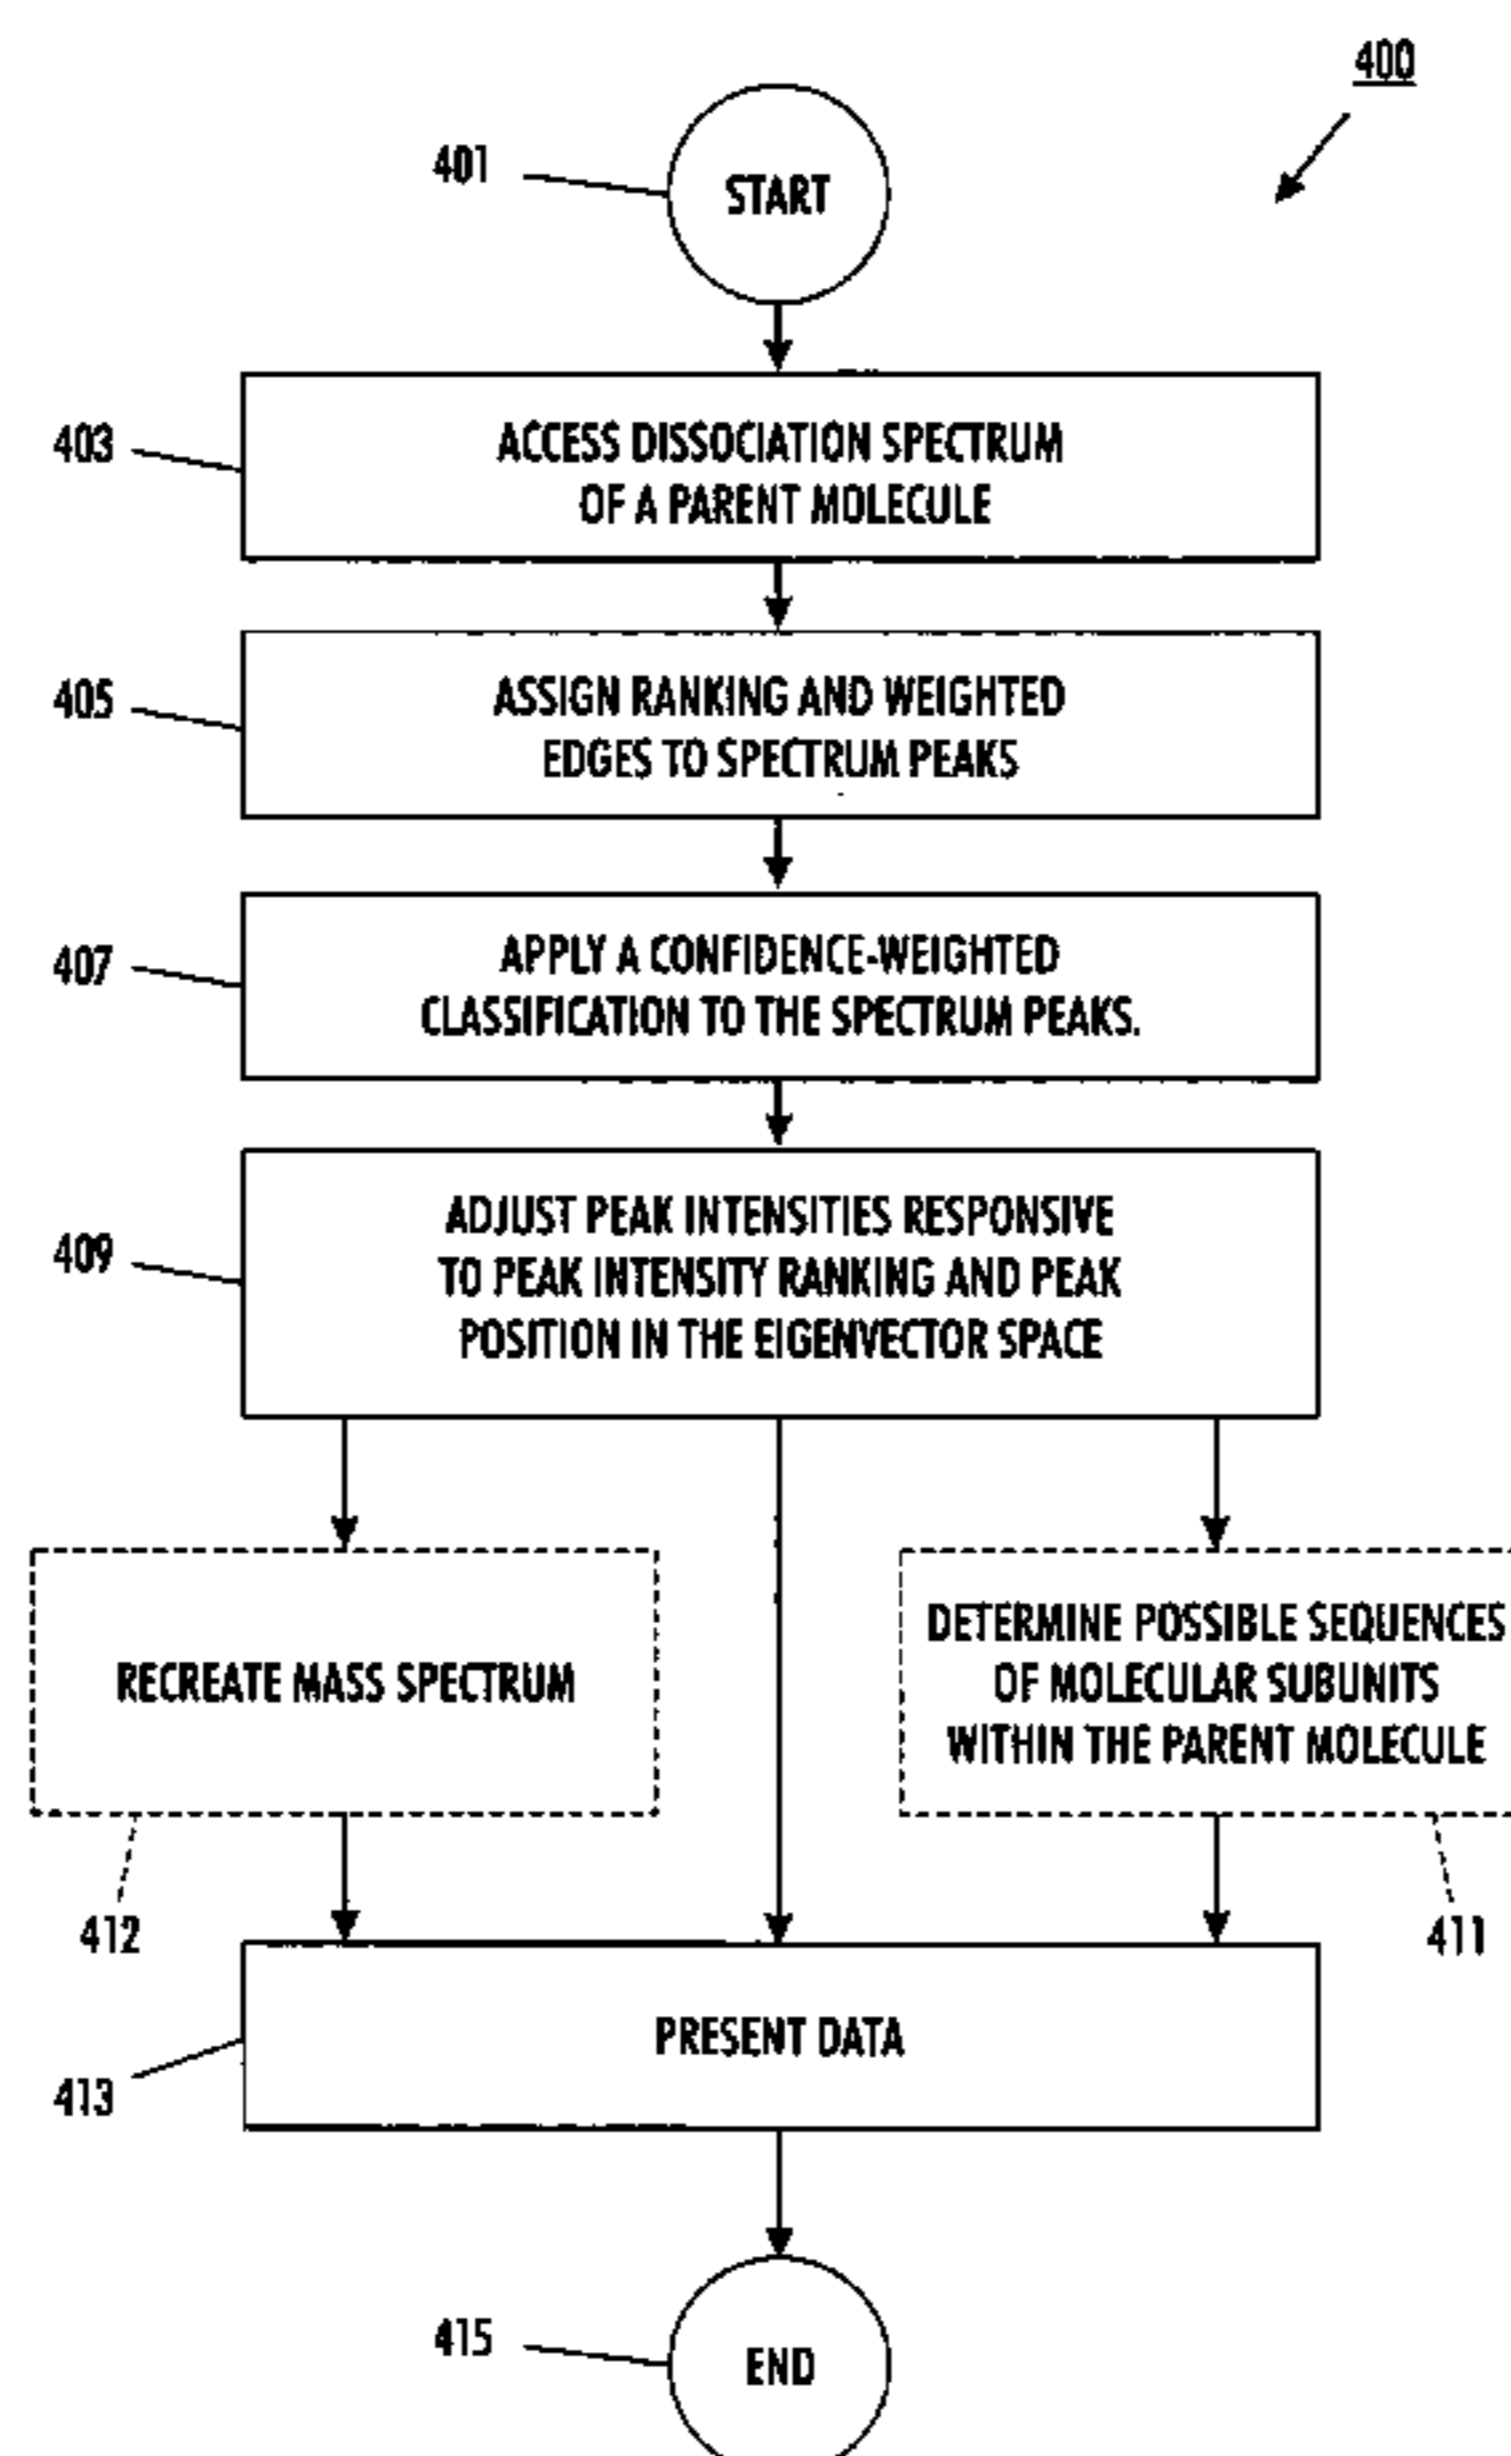 400
401
START
403
ACCESS DISSOCIATION SPECTRUM
OF A PARENT MOLECULE
405
ASSIGN RANKING AND WEIGHTED
EDGES TO SPECTRUM PEAKS
407
APPLY A CONFIDENCE-WEIGHTED
CLASSIFICATION TO THE SPECTRUM PEAKS.
409
ADJUST PEAK INTENSITIES RESPONSIVE
TO PEAK INTENSITY RANKING AND PEAK
POSITION IN THE EIGENVECTOR SPACE
RECREATE MASS SPECTRUM
412
DETERMINE POSSIBLE SEQUENCES
OF MOLECULAR SUBUNITS
WITHIN THE PARENT MOLECULE
411
PRESENT DATA
413
415
END